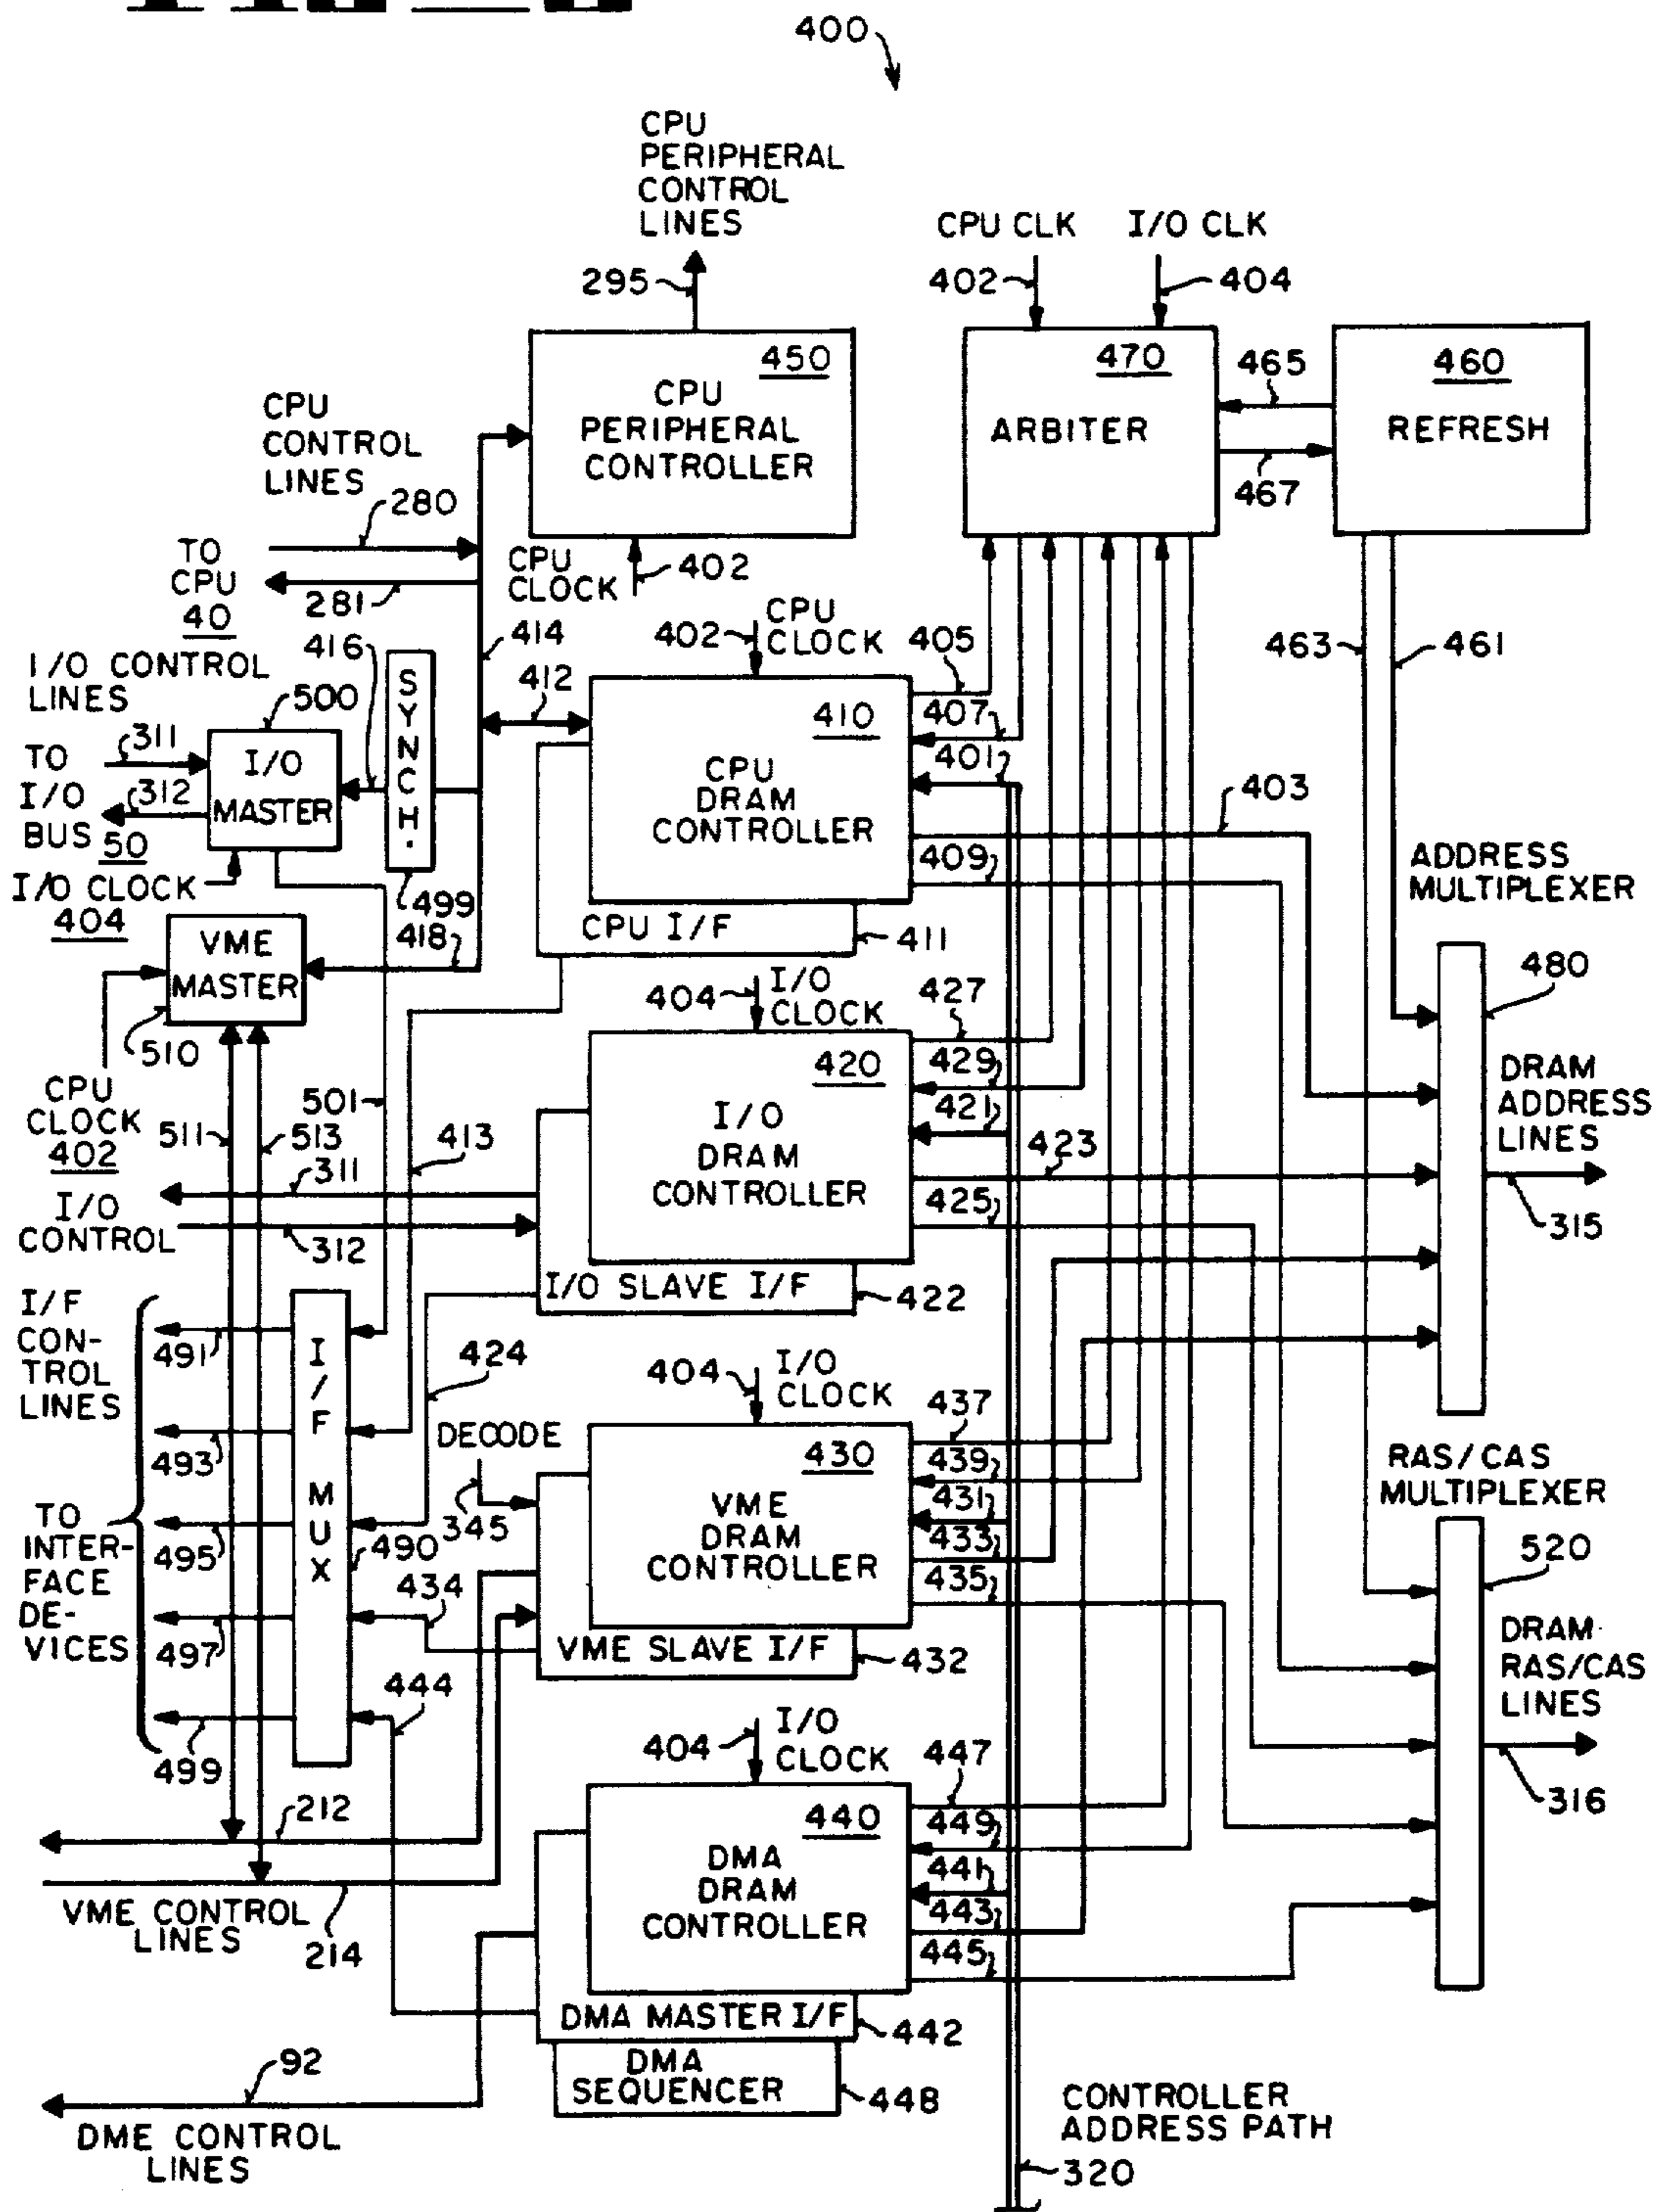 400
CPU
PERIPHERAL
CONTROL
LINES
CPU CLK
I/O CLK
295
402
404
450
CPU
PERIPHERAL
CONTROLLER
470
ARBITER
465
467
460
REFRESH
CPU
CONTROL
LINES
280
TO
CPU
40
281
CPU
CLOCK
402
414
416
I/O CONTROL
LINES
500
SYNCH.
412
402
CPU
CLOCK
405
407
401
463
461
410
CPU
DRAM
CONTROLLER
403
409
TO
I/O
BUS 50
311
312
I/O
MASTER
I/O CLOCK
404
499
418
CPU I/F
411
ADDRESS
MULTIPLEXER
480
VME
MASTER
510
CPU
CLOCK
402
404
I/O
CLOCK
427
429
421
420
I/O
DRAM
CONTROLLER
423
425
DRAM
ADDRESS
LINES
315
501
511
513
413
311
I/O
CONTROL
312
I/O SLAVE I/F
422
I/F
CON-
TROL
LINES
491
493
495
497
499
I/F MUX
490
TO
INTER-
FACE
DE-
VICES
424
DECODE
345
404
I/O
CLOCK
437
439
431
433
435
430
VME
DRAM
CONTROLLER
434
VME SLAVE I/F
432
RAS/CAS
MULTIPLEXER
520
DRAM
RAS/CAS
LINES
316
444
404
I/O
CLOCK
447
449
441
443
445
440
DMA
DRAM
CONTROLLER
212
VME CONTROL
LINES
214
DMA MASTER I/F
442
DMA
SEQUENCER
448
92
DME CONTROL
LINES
CONTROLLER
ADDRESS PATH
320